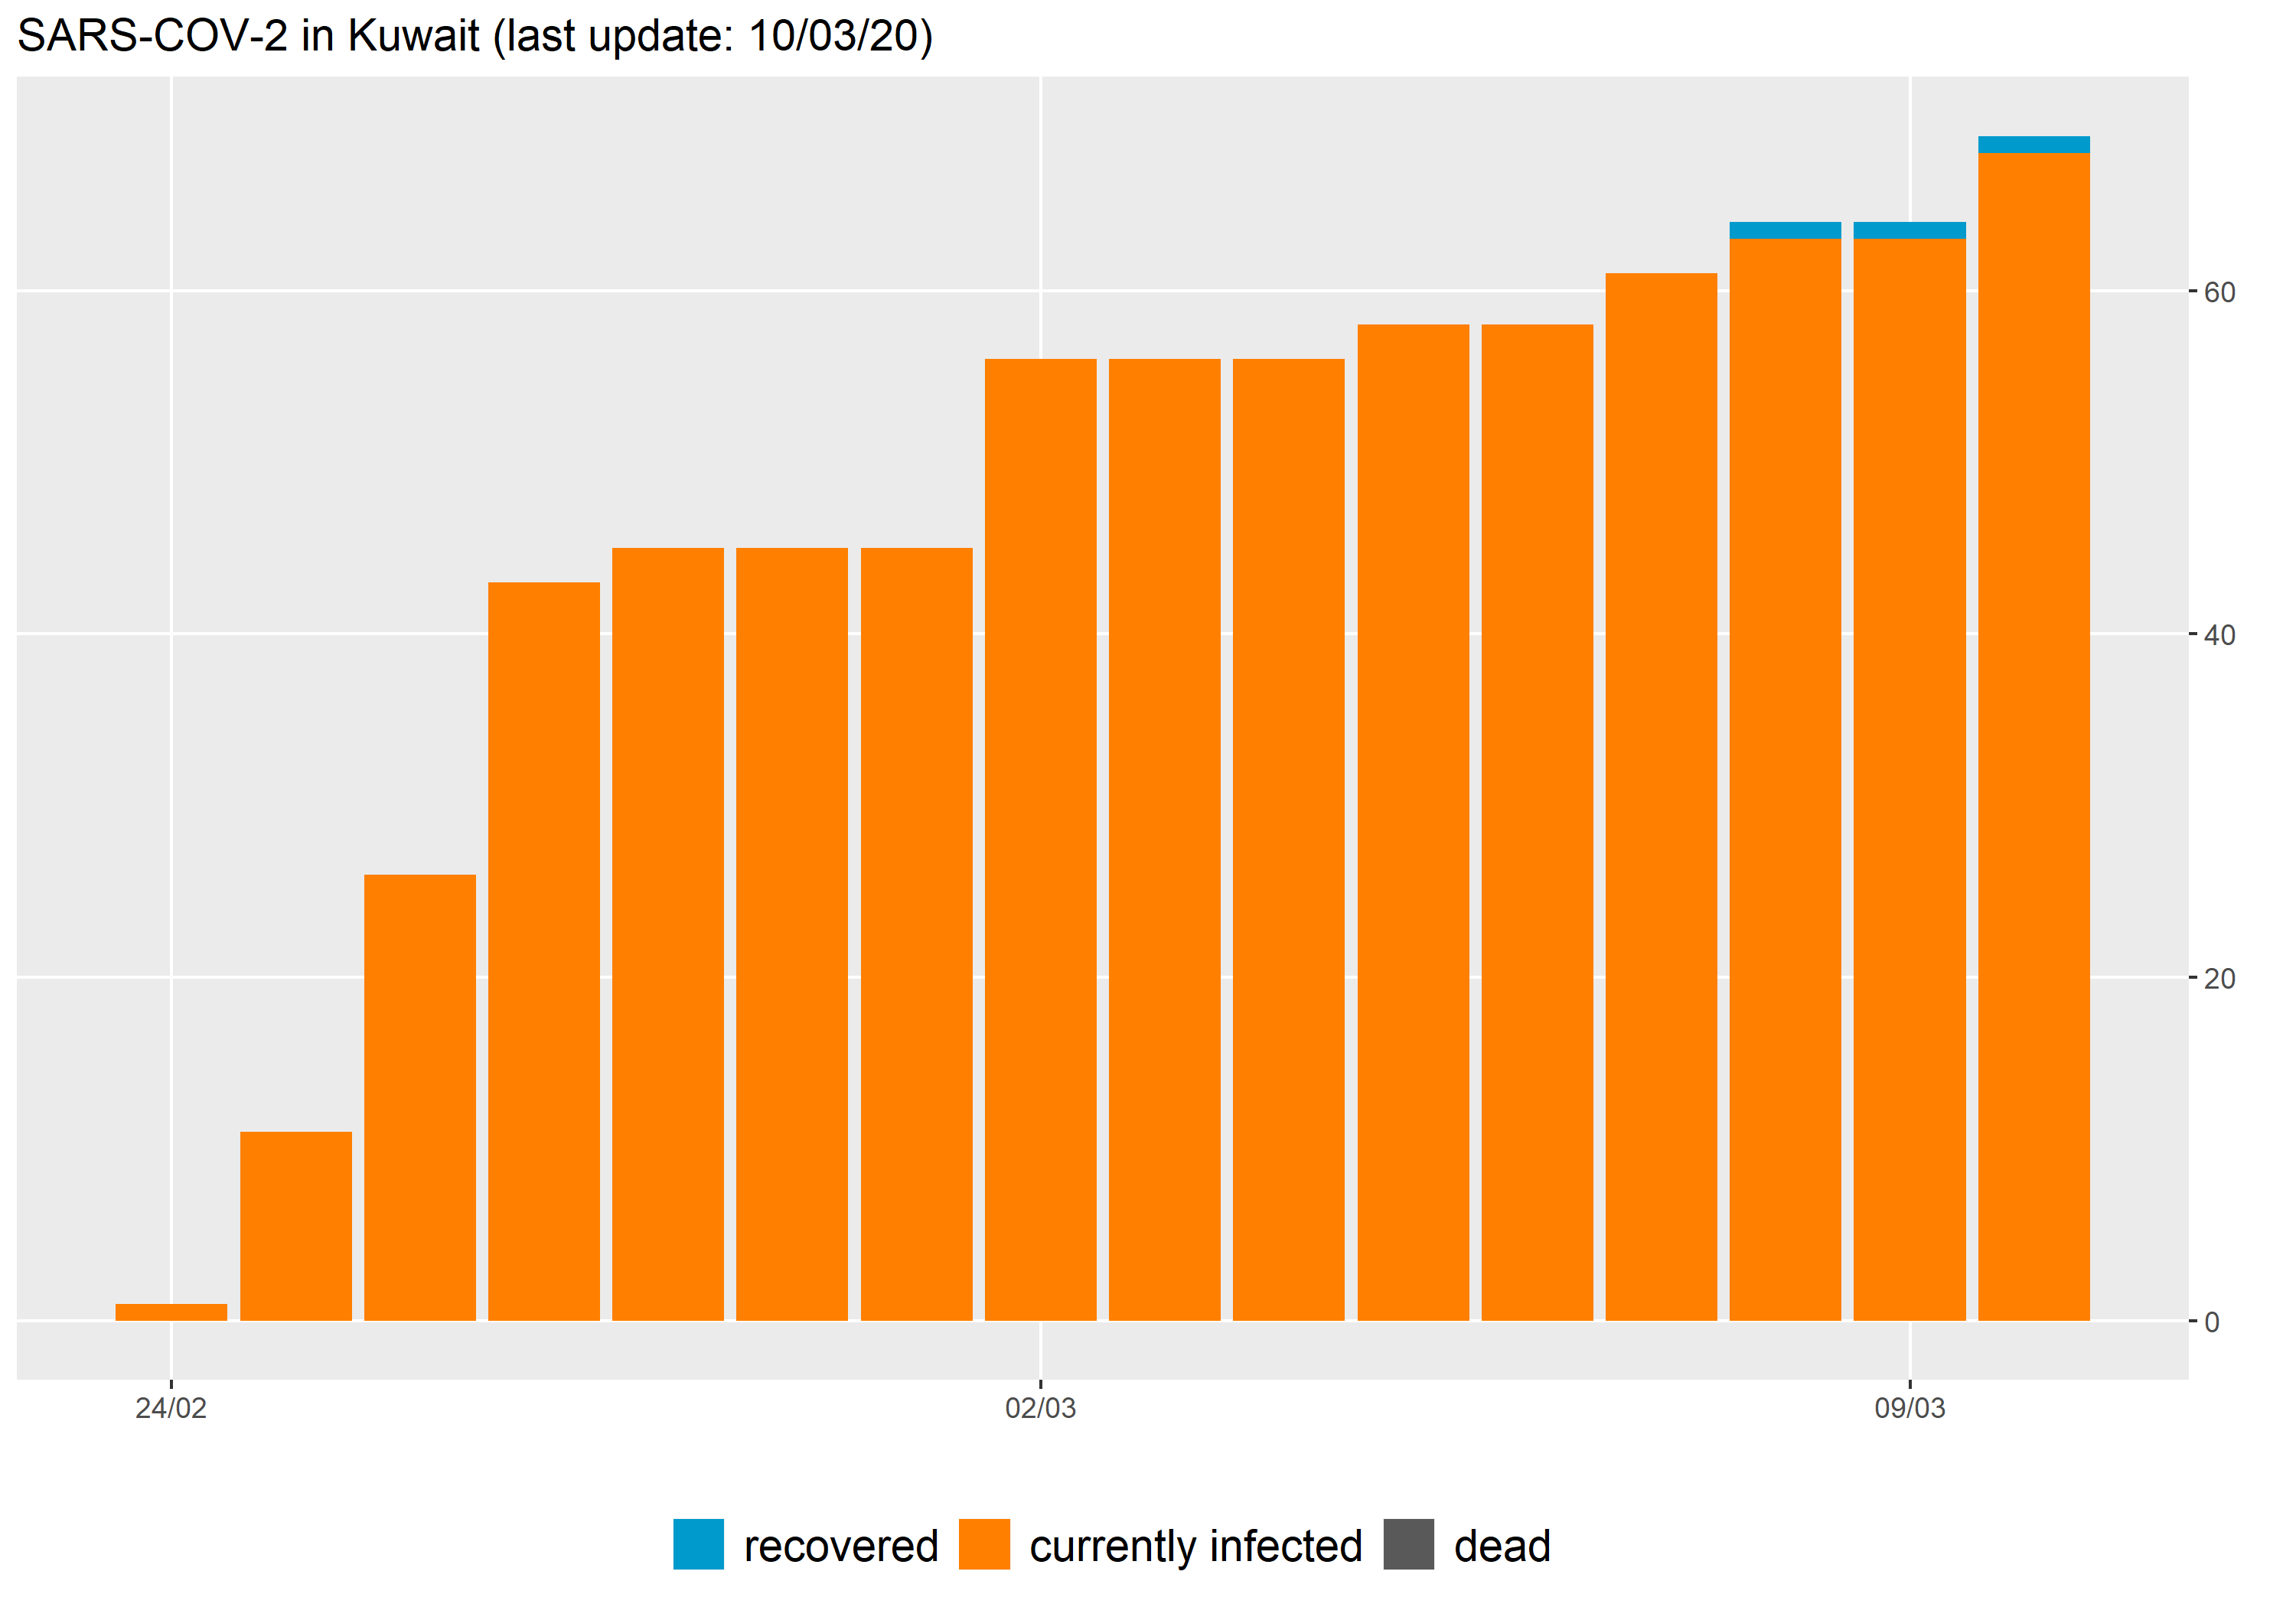 SARS-COV-2 in Kuwait (last update: 10/03/20)
60
40
20
0
24/02 02/03 09/03
recovered currently infected dead